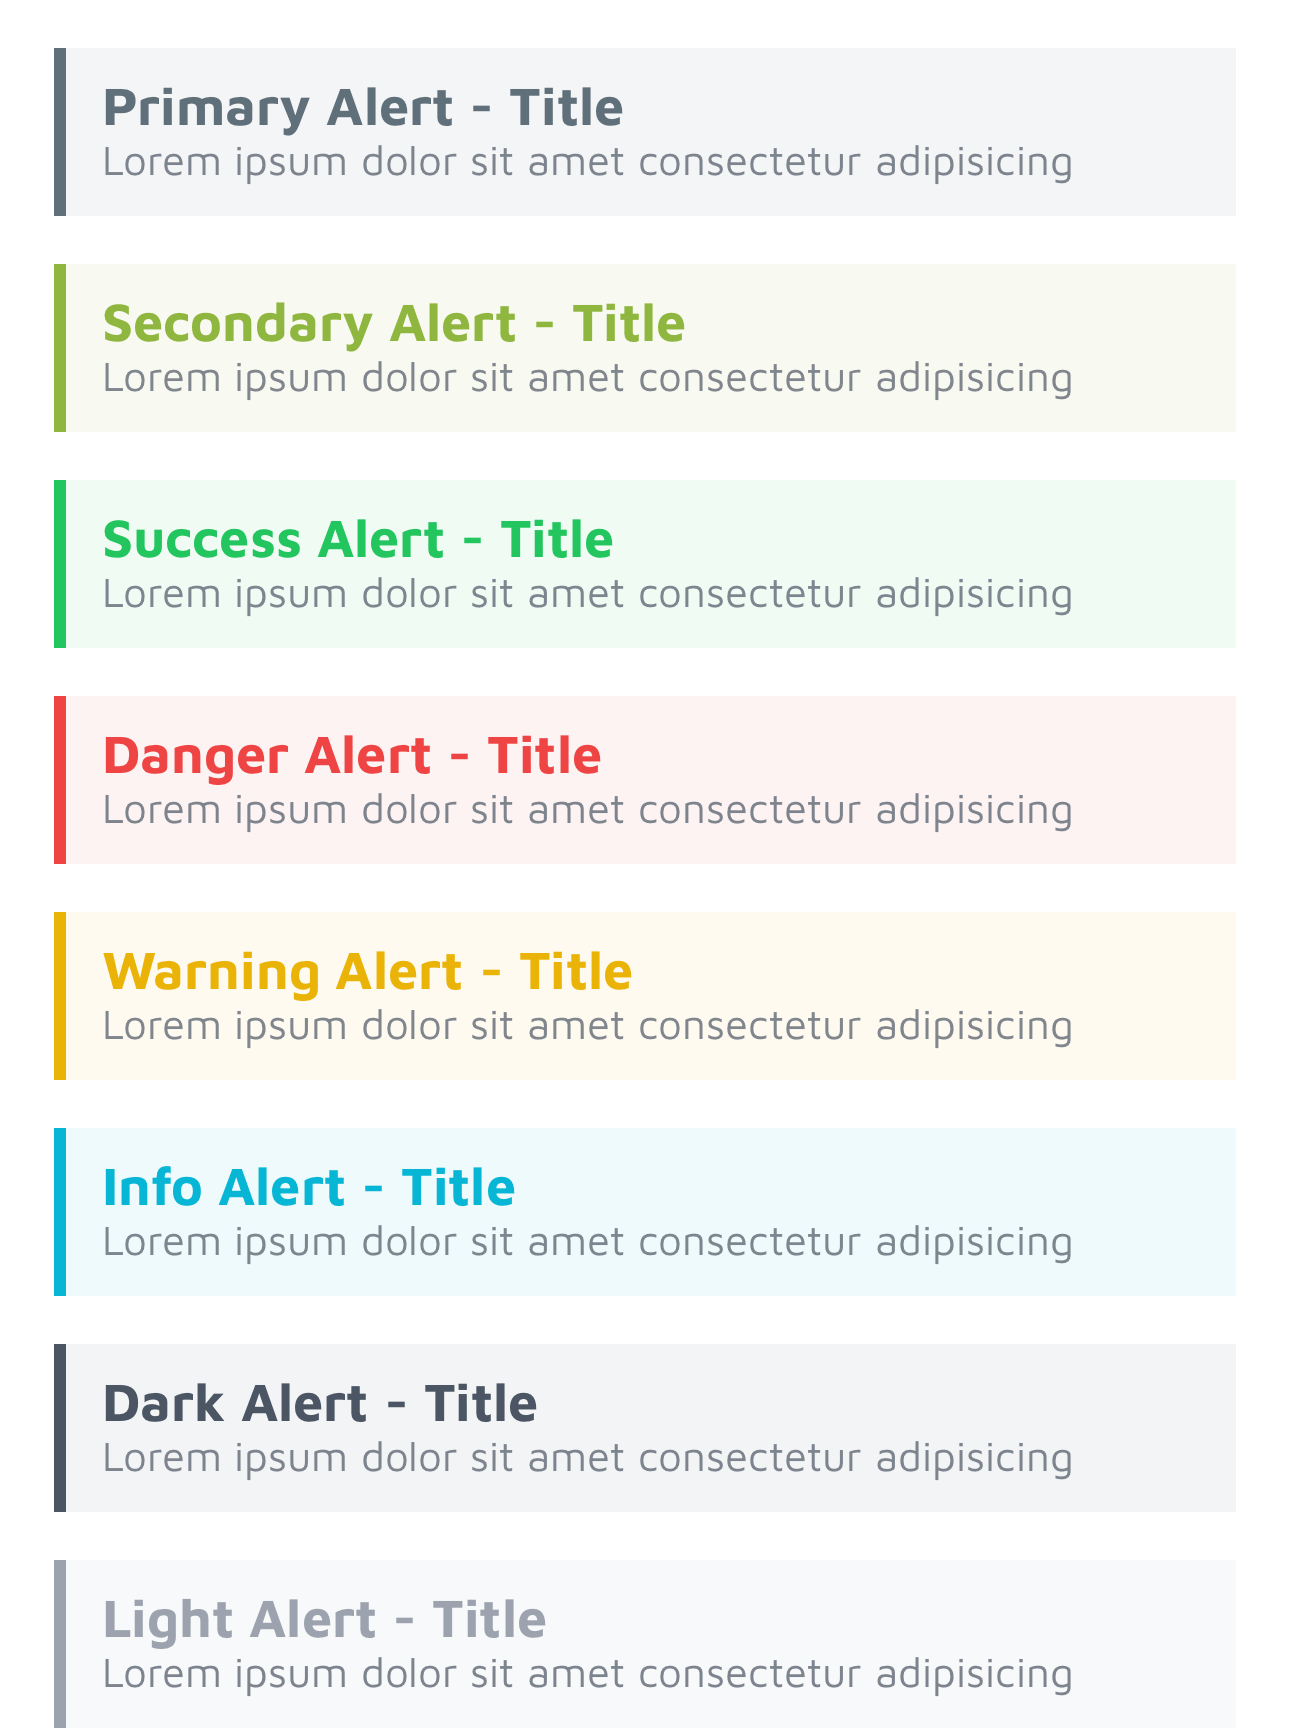 Primary Alert - Title
Lorem ipsum dolor sit amet consectetur adipisicing
Secondary Alert - Title
Lorem ipsum dolor sit amet consectetur adipisicing
Success Alert - Title
Lorem ipsum dolor sit amet consectetur adipisicing
Danger Alert - Title
Lorem ipsum dolor sit amet consectetur adipisicing
Warning Alert - Title
Lorem ipsum dolor sit amet consectetur adipisicing
Info Alert - Title
Lorem ipsum dolor sit amet consectetur adipisicing
Dark Alert - Title
Lorem ipsum dolor sit amet consectetur adipisicing
Light Alert - Title
Lorem ipsum dolor sit amet consectetur adipisicing